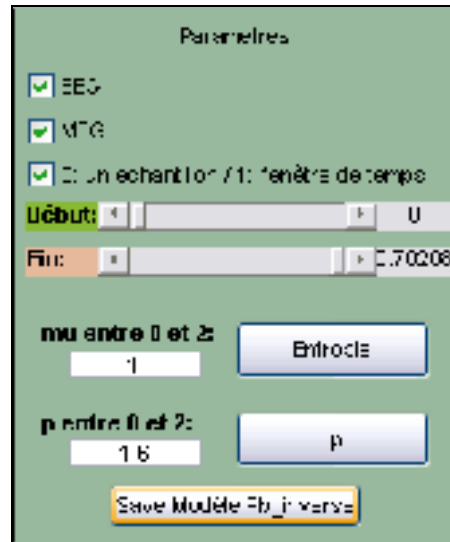 Parametres
EEG
MEG
0: un echantillon / 1: fenêtre de temps
Début: 0
Fin: 0.70208
mu entre 0 et 2:
1
Entropie
p entre 0 et 2:
1.6
p
Save Modèle Pb_inverse